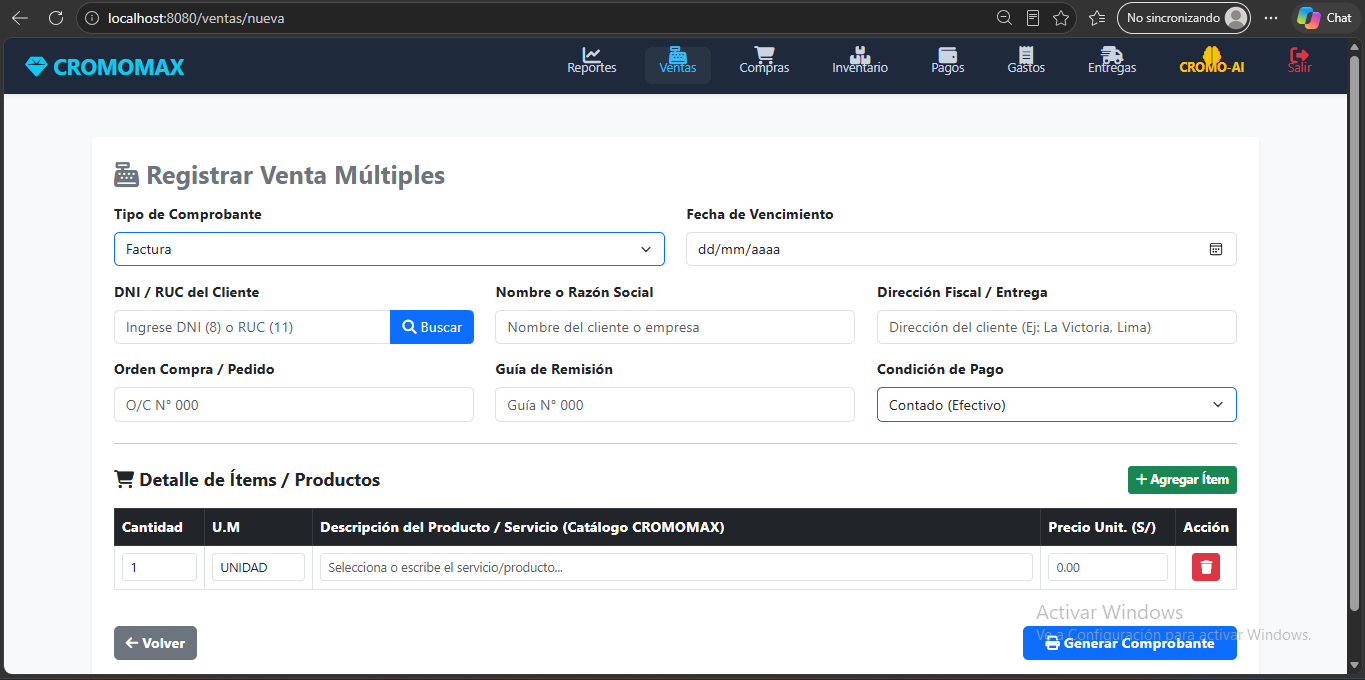 localhost:8080/ventas/nueva
No sincronizando
Chat
CROMOMAX
Reportes
Ventas
Compras
Inventario
Pagos
Gastos
Entregas
CROMO-AI
Salir
Registrar Venta Múltiples
Tipo de Comprobante
Fecha de Vencimiento
Factura
dd/mm/aaaa
DNI / RUC del Cliente
Nombre o Razón Social
Dirección Fiscal / Entrega
Ingrese DNI (8) o RUC (11)
Buscar
Nombre del cliente o empresa
Dirección del cliente (Ej: La Victoria, Lima)
Orden Compra / Pedido
Guía de Remisión
Condición de Pago
O/C N° 000
Guía N° 000
Contado (Efectivo)
Detalle de Ítems / Productos
+ Agregar Ítem
Cantidad
U.M
Descripción del Producto / Servicio (Catálogo CROMOMAX)
Precio Unit. (S/)
Acción
1
UNIDAD
Selecciona o escribe el servicio/producto...
0.00
Activar Windows
Ve a Configuración para activar Windows.
Volver
Generar Comprobante